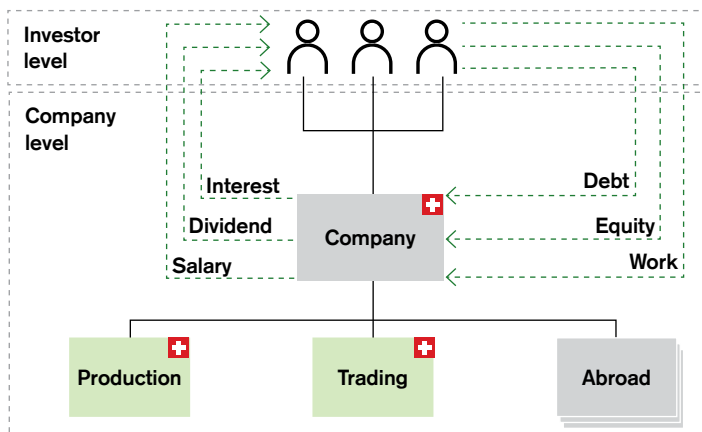 Investor
level
Company
level
Interest
Debt
Dividend
Company
Equity
Salary
Work
Production
Trading
Abroad